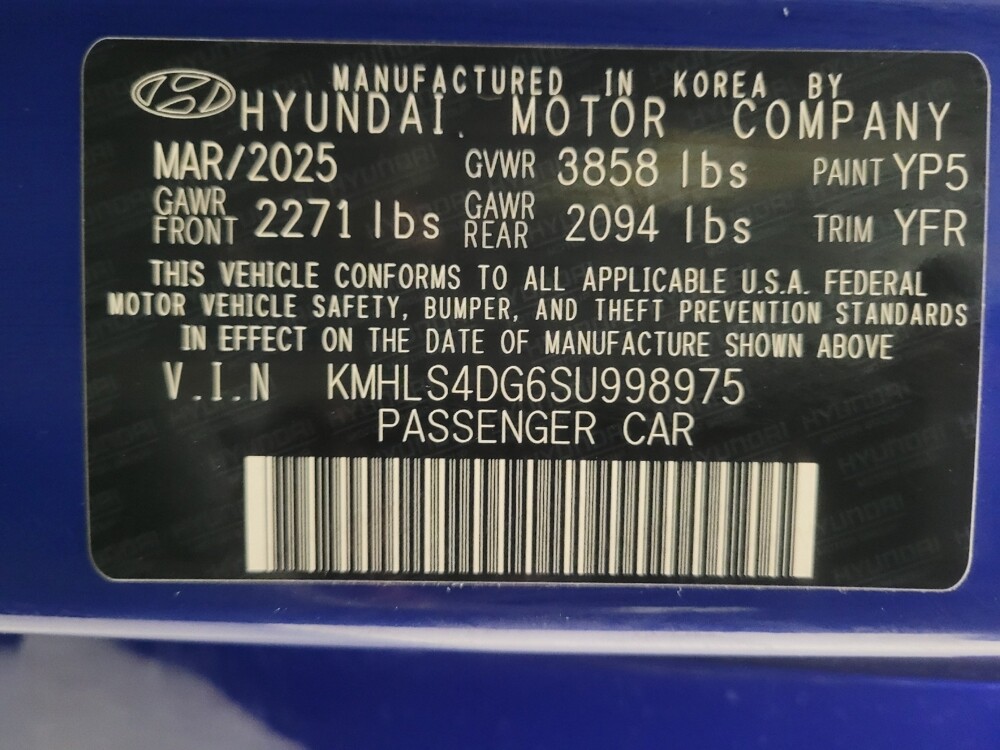 MANUFACTURED IN KOREA BY
HYUNDAI MOTOR COMPANY
MAR/2025 GVWR 3858 lbs PAINT YP5
GAWR FRONT 2271 lbs GAWR REAR 2094 lbs TRIM YFR
THIS VEHICLE CONFORMS TO ALL APPLICABLE U.S.A. FEDERAL
MOTOR VEHICLE SAFETY, BUMPER, AND THEFT PREVENTION STANDARDS
IN EFFECT ON THE DATE OF MANUFACTURE SHOWN ABOVE
V.I.N KMHLS4DG6SU998975
PASSENGER CAR